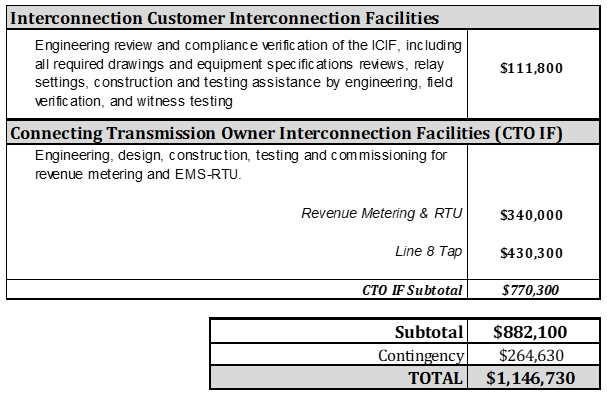 Interconnection Customer Interconnection Facilities
Engineering review and compliance verification of the ICIF, including
all required drawings and equipment specifications reviews, relay
settings, construction and testing assistance by engineering, field
verification, and witness testing
$111,800
Connecting Transmission Owner Interconnection Facilities (CTO IF)
Engineering, design, construction, testing and commissioning for
revenue metering and EMS-RTU.
Revenue Metering & RTU $340,000
Line 8 Tap $430,300
CTO IF Subtotal $770,300
Subtotal $882,100
Contingency $264,630
TOTAL $1,146,730